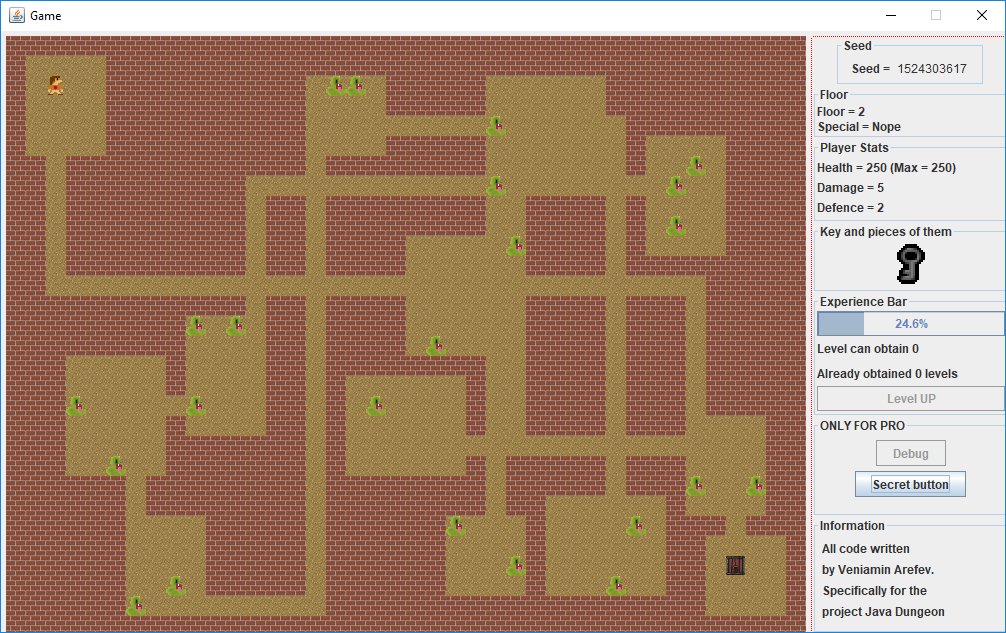 Game
Seed
Seed = 1524303617
Floor
Floor = 2
Special = Nope
Player Stats
Health = 250 (Max = 250)
Damage = 5
Defence = 2
Key and pieces of them
Experience Bar
24.6%
Level can obtain 0
Already obtained 0 levels
Level UP
ONLY FOR PRO
Debug
Secret button
Information
All code written
by Veniamin Arefev.
Specifically for the
project Java Dungeon